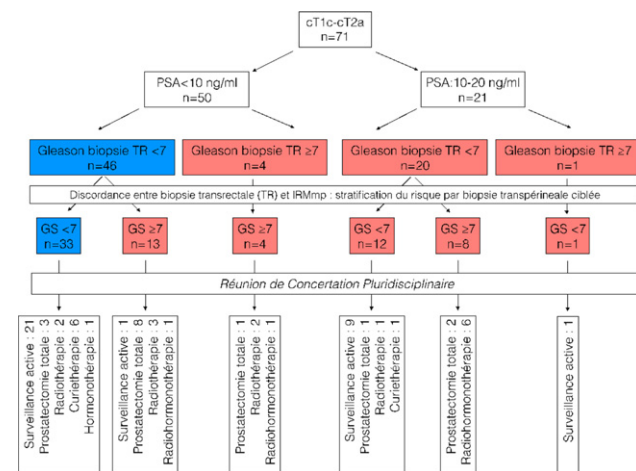 cT1c-cT2a
n=71
PSA<10 ng/ml
n=50
PSA:10-20 ng/ml
n=21
Gleason biopsie TR <7
n=46
Gleason biopsie TR ≥7
n=4
Gleason biopsie TR <7
n=20
Gleason biopsie TR ≥7
n=1
Discordance entre biopsie transrectale {TR} et IRMmp : stratification du risque par biopsie transpérineale ciblée
GS <7
n=33
GS ≥7
n=13
GS ≥7
n=4
GS <7
n=12
GS ≥7
n=8
GS <7
n=1
Réunion de Concertation Pluridisciplinaire
Surveillance active : 21
Prostatectomie totale : 3
Radiothérapie : 2
Curiethérapie : 6
Hormonothérapie : 1
Surveillance active : 1
Prostatectomie totale : 8
Radiothérapie : 3
Radiohormonothérapie : 1
Prostatectomie totale : 1
Radiothérapie : 2
Radiohormonothérapie : 1
Surveillance active : 9
Prostatectomie totale : 1
Radiothérapie : 1
Curiethérapie : 1
Prostatectomie totale : 2
Radiohormonothérapie : 6
Surveillance active : 1